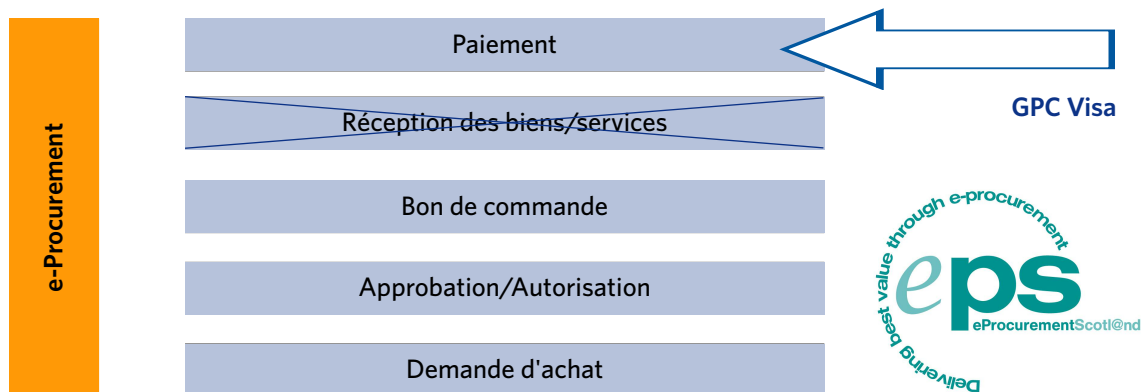 e-Procurement
Paiement
Réception des biens/services
Bon de commande
Approbation/Autorisation
Demande d'achat
GPC Visa
Delivering best value through e-procurement
eps
eProcurementScotl@nd